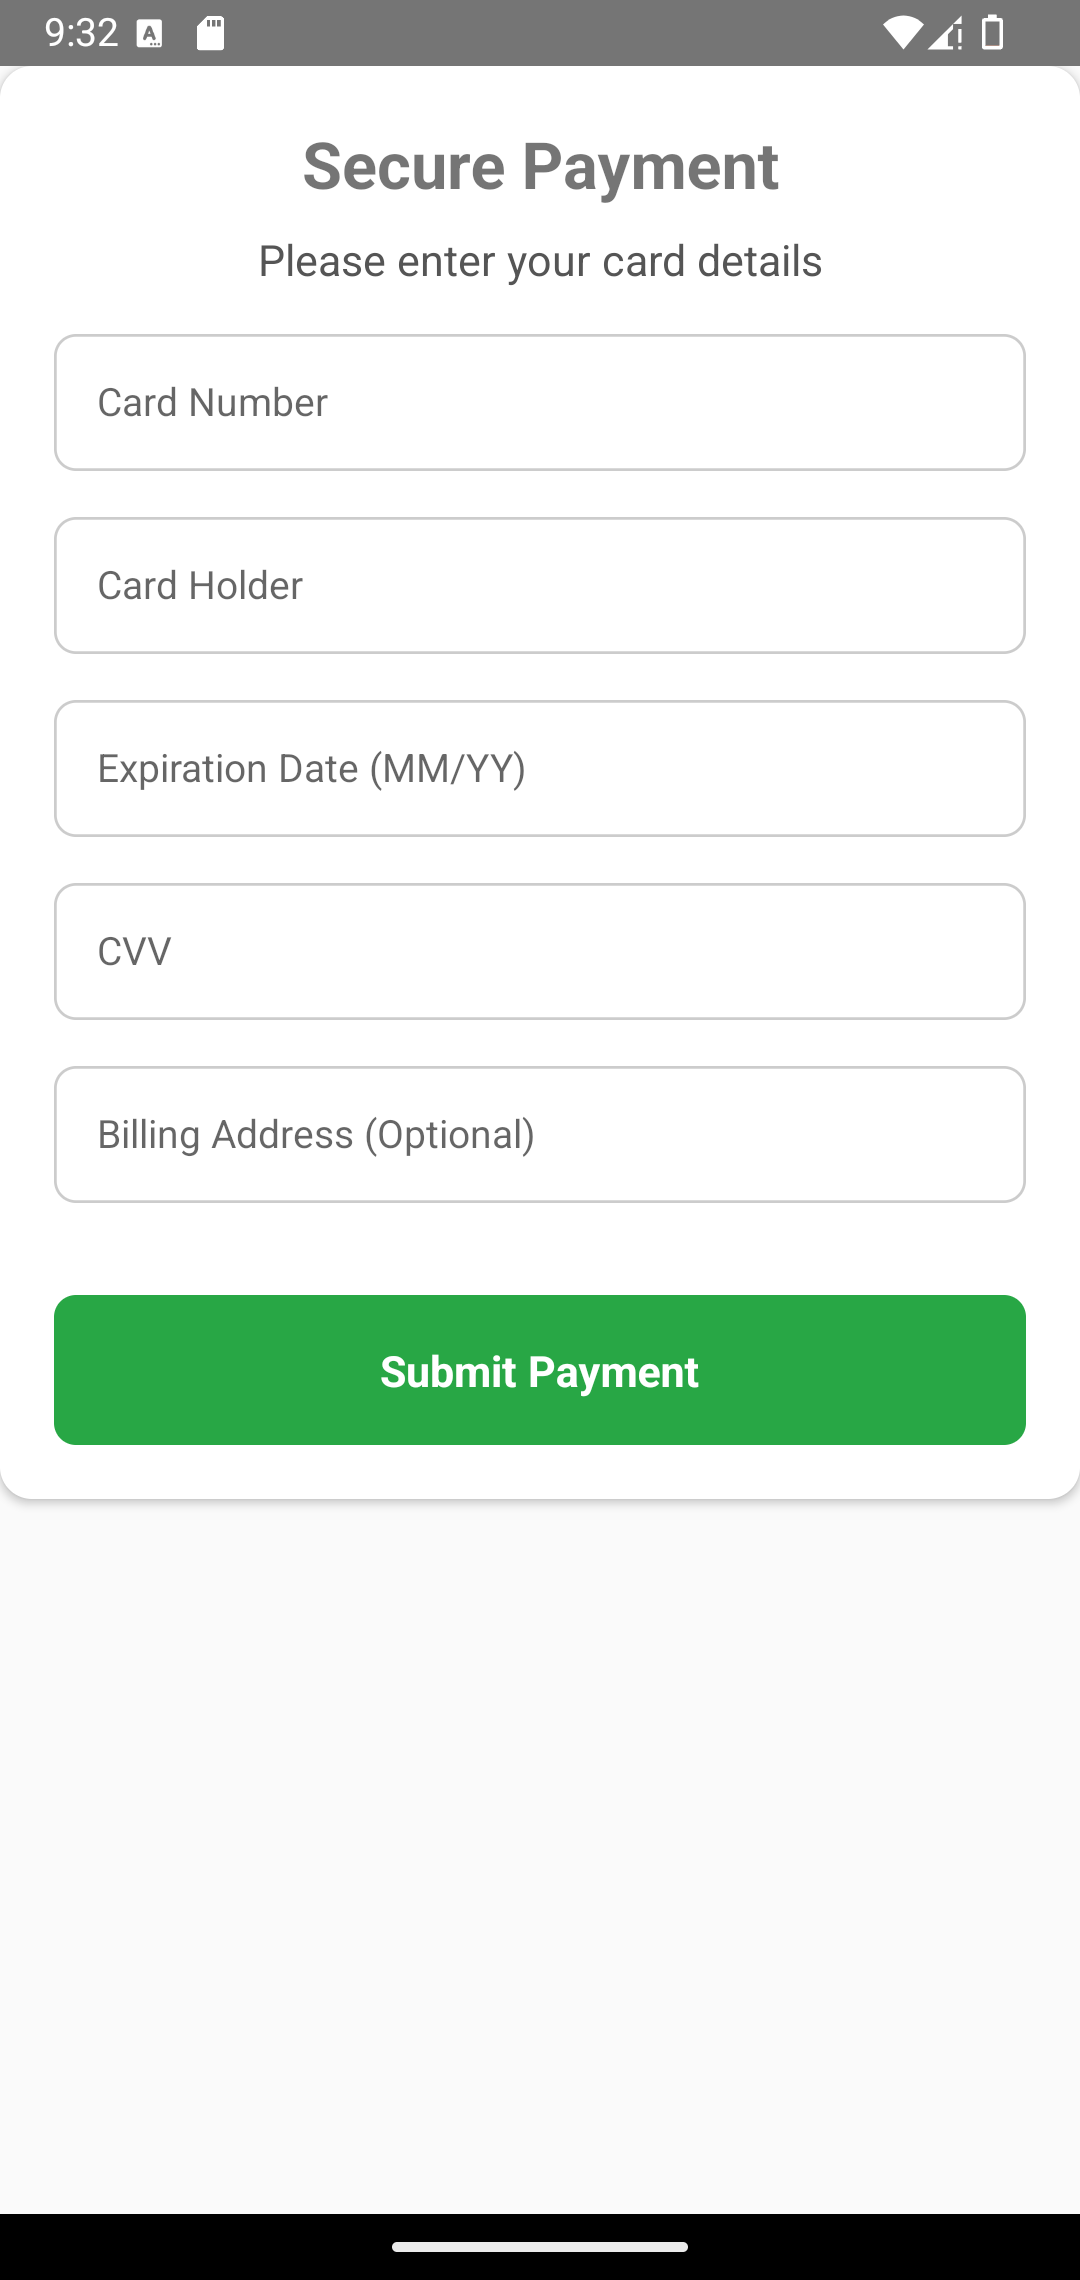 9:32
Secure Payment
Please enter your card details
Card Number
Card Holder
Expiration Date (MM/YY)
CVV
Billing Address (Optional)
Submit Payment